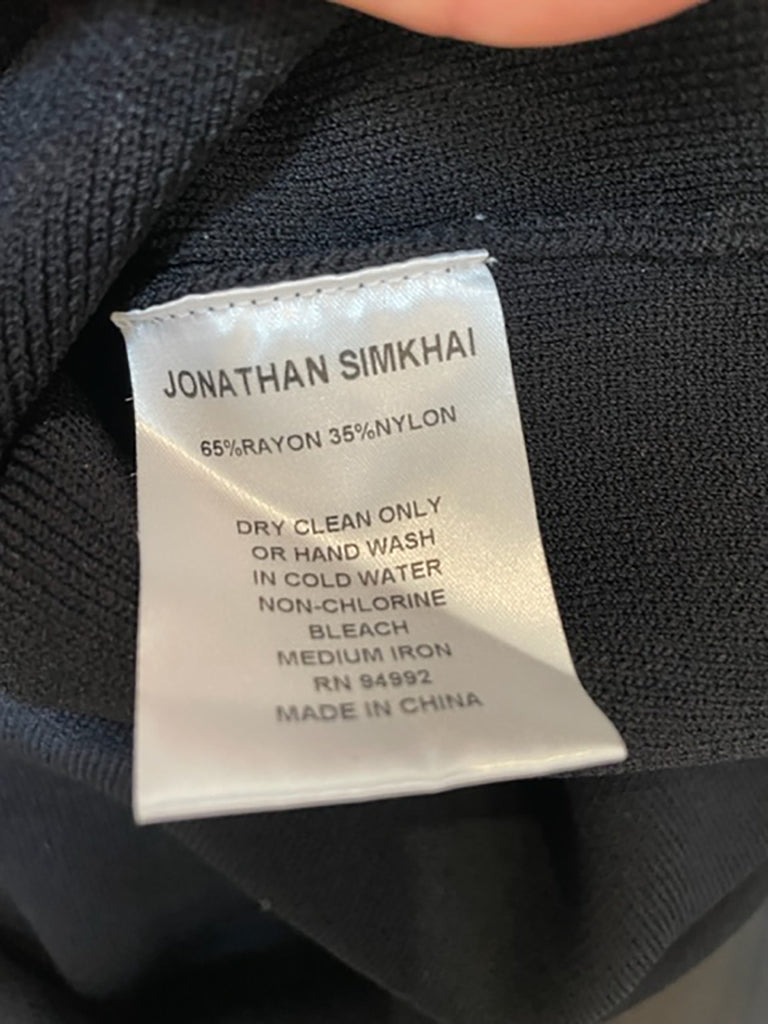 JONATHAN SIMKHAI
65%RAYON 35%NYLON
DRY CLEAN ONLY
OR HAND WASH
IN COLD WATER
NON-CHLORINE
BLEACH
MEDIUM IRON
RN 94992
MADE IN CHINA